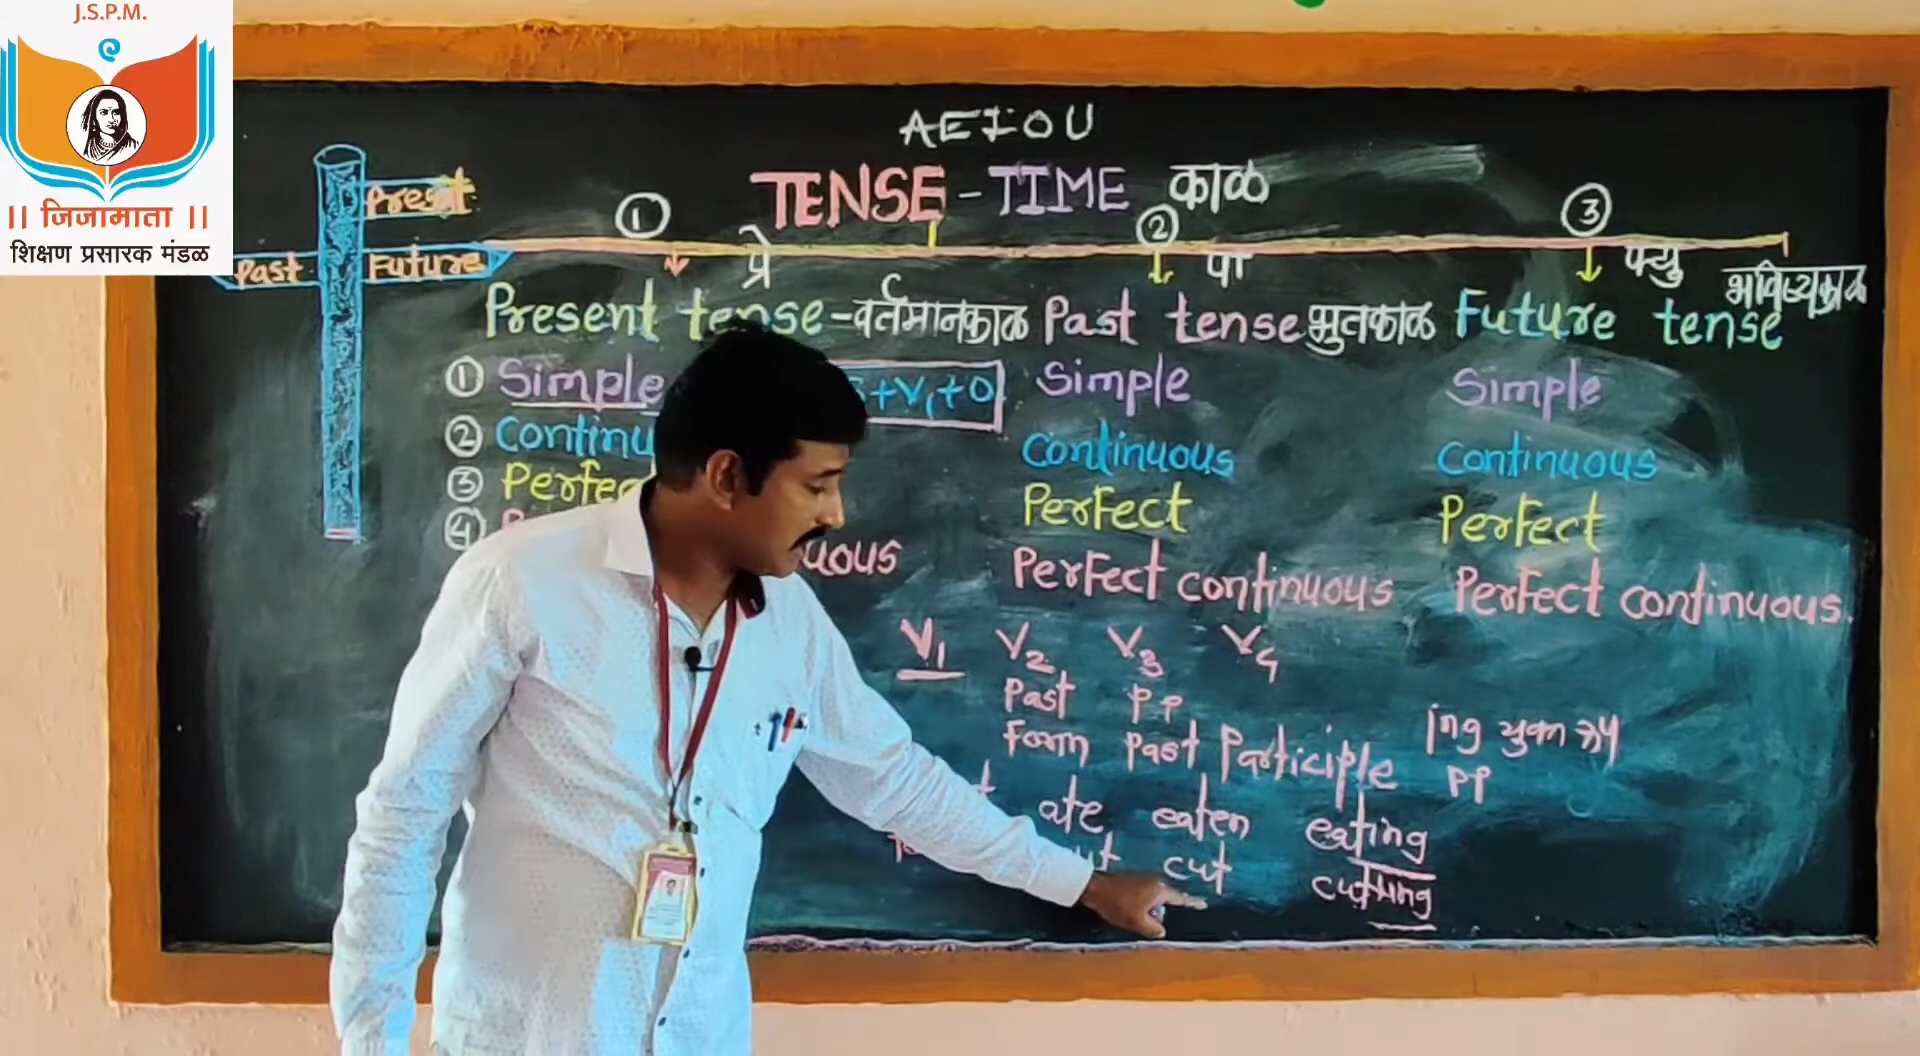 J.S.P.M.
|| जिजामाता ||
शिक्षण प्रसारक मंडळ
AEIOU
TENSE - TIME काळ
Present
Past Future
① ② ③
प्रे पा फ्यु
Present tense - वर्तमानकाळ Past tense भुतकाळ Future tense भविष्यकाळ
① Simple S+V1+O Simple Simple
② Continu Continuous Continuous
③ Perfec Perfect Perfect
④ uous Perfect continuous Perfect continuous.
V1 V2 V3 V4
Past PP
Form Past Participle ing युक्त रूप
PP
ate eaten eating
cut cutting